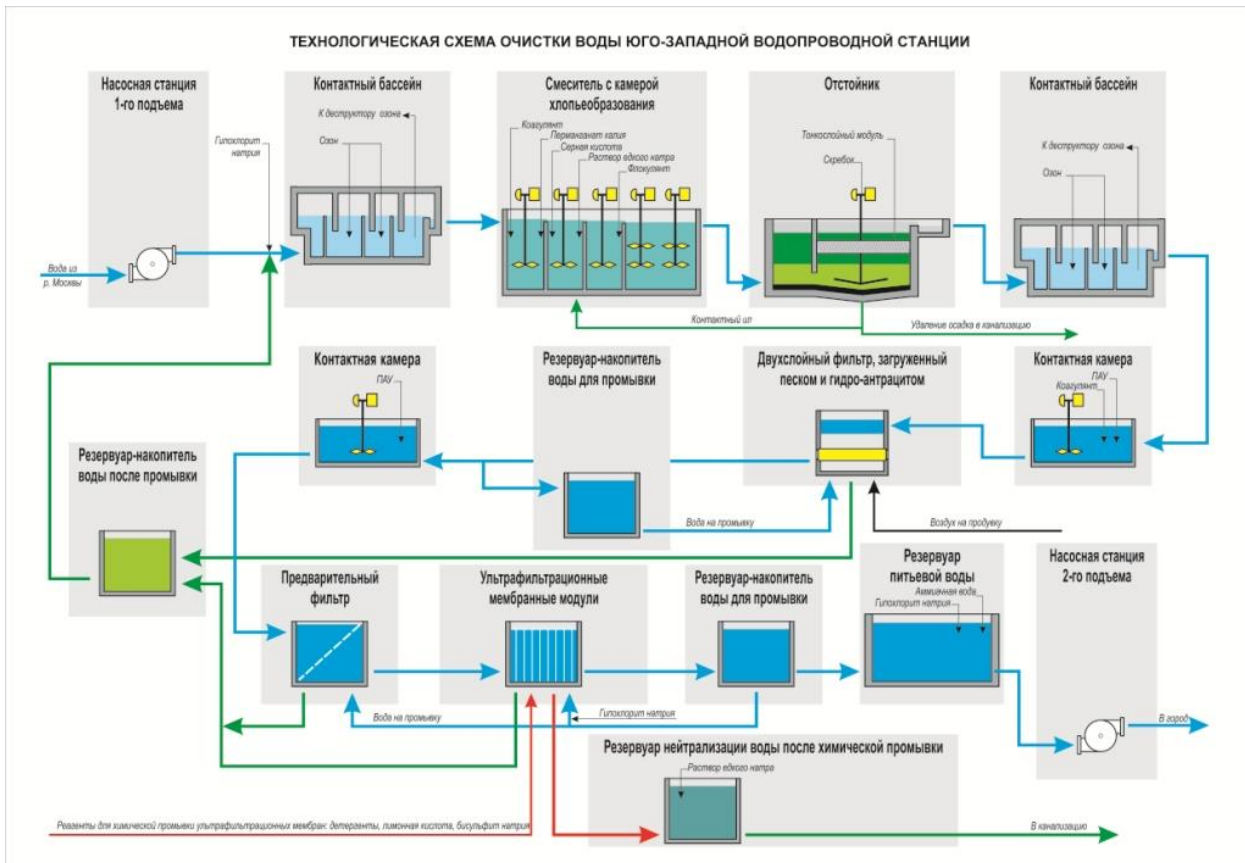 ТЕХНОЛОГИЧЕСКАЯ СХЕМА ОЧИСТКИ ВОДЫ ЮГО-ЗАПАДНОЙ ВОДОПРОВОДНОЙ СТАНЦИИ
Насосная станция
1-го подъема
Гипохлорит
натрия
Вода из
р. Москвы
Контактный бассейн
К деструктору озона
Озон
Смеситель с камерой
хлопьеобразования
Коагулянт
Перманганат калия
Серная кислота
Раствор едкого натра
Флокулянт
Отстойник
Тонкослойный модуль
Скребок
Контактный бассейн
К деструктору озона
Озон
Контактный ил
Удаление осадка в канализацию
Контактная камера
ПАУ
Резервуар-накопитель
воды для промывки
Двухслойный фильтр, загруженный
песком и гидро-антрацитом
Контактная камера
ПАУ
Коагулянт
Резервуар-накопитель
воды после промывки
Вода на промывку
Воздух на продувку
Предварительный
фильтр
Ультрафильтрационные
мембранные модули
Резервуар-накопитель
воды для промывки
Резервуар
питьевой воды
Аммиачная вода
Гипохлорит натрия
Насосная станция
2-го подъема
Вода на промывку
Гипохлорит натрия
В город
Резервуар нейтрализации воды после химической промывки
Раствор едкого натра
Реагенты для химической промывки ультрафильтрационных мембран: детергенты, лимонная кислота, бисульфит натрия
В канализацию